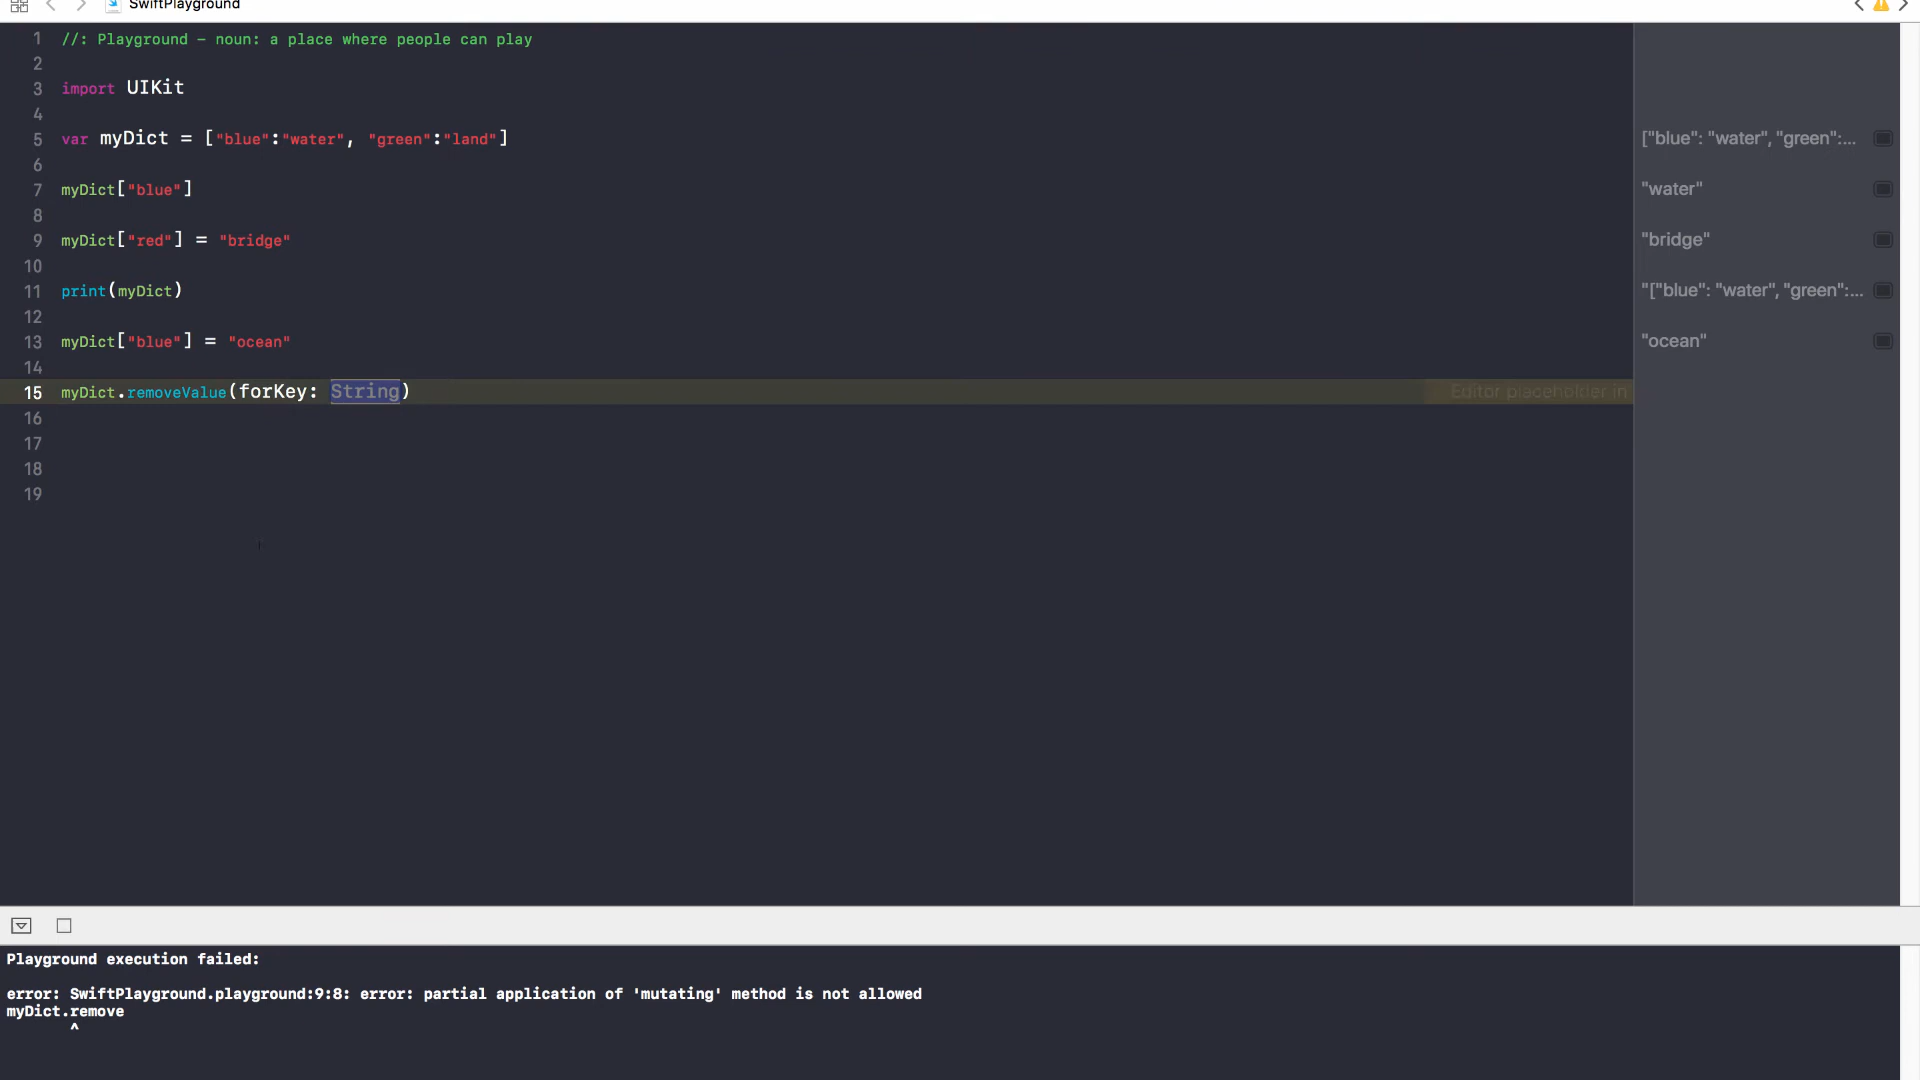 SwiftPlayground
1 //: Playground - noun: a place where people can play
2
3 import UIKit
4
5 var myDict = ["blue":"water", "green":"land"]
["blue": "water", "green":...
6
7 myDict["blue"]
"water"
8
9 myDict["red"] = "bridge"
"bridge"
10
11 print(myDict)
"["blue": "water", "green":...
12
13 myDict["blue"] = "ocean"
"ocean"
14
15 myDict.removeValue(forKey: String)
Editor placeholder in
16
17
18
19
Playground execution failed:
error: SwiftPlayground.playground:9:8: error: partial application of 'mutating' method is not allowed
myDict.remove
^